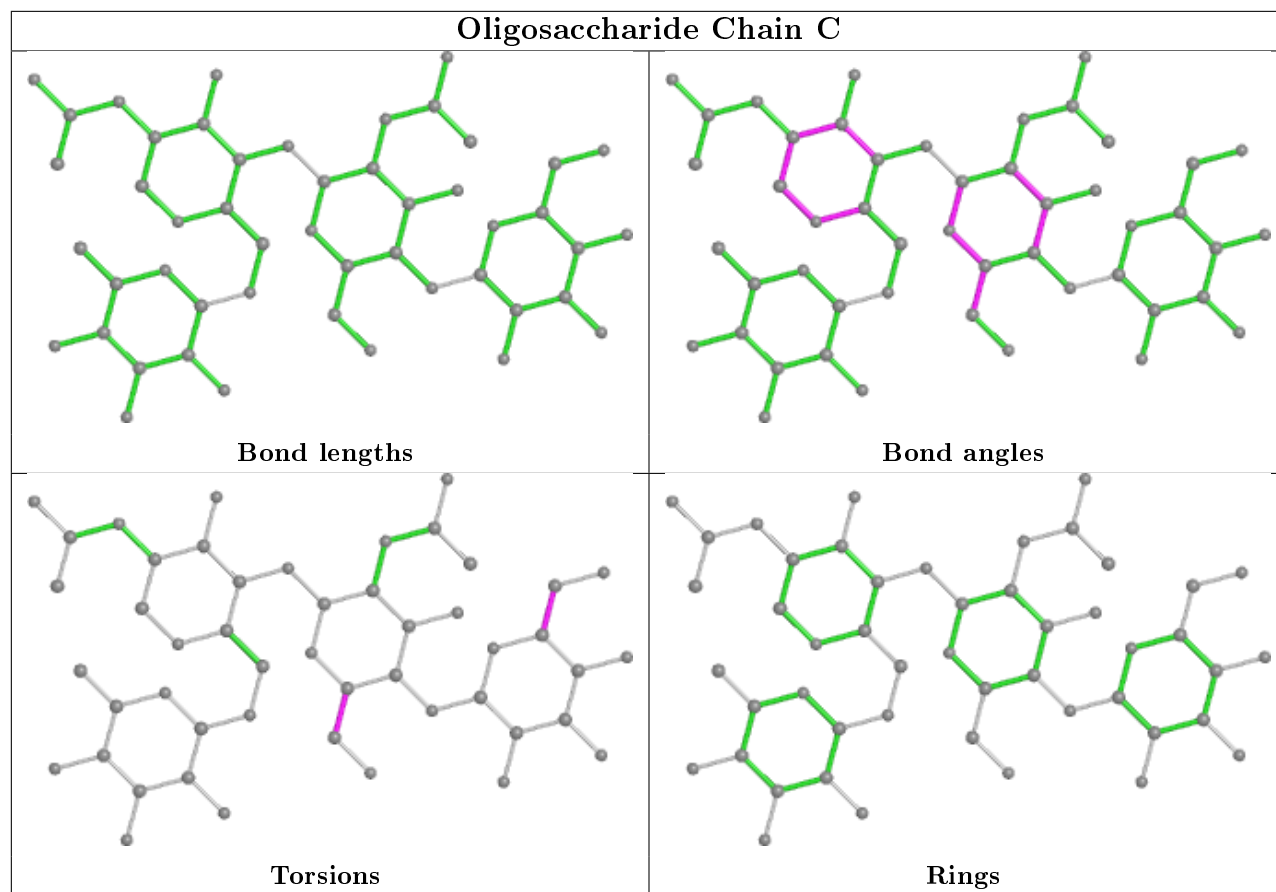 Oligosaccharide Chain C
Bond lengths
Bond angles
Torsions
Rings